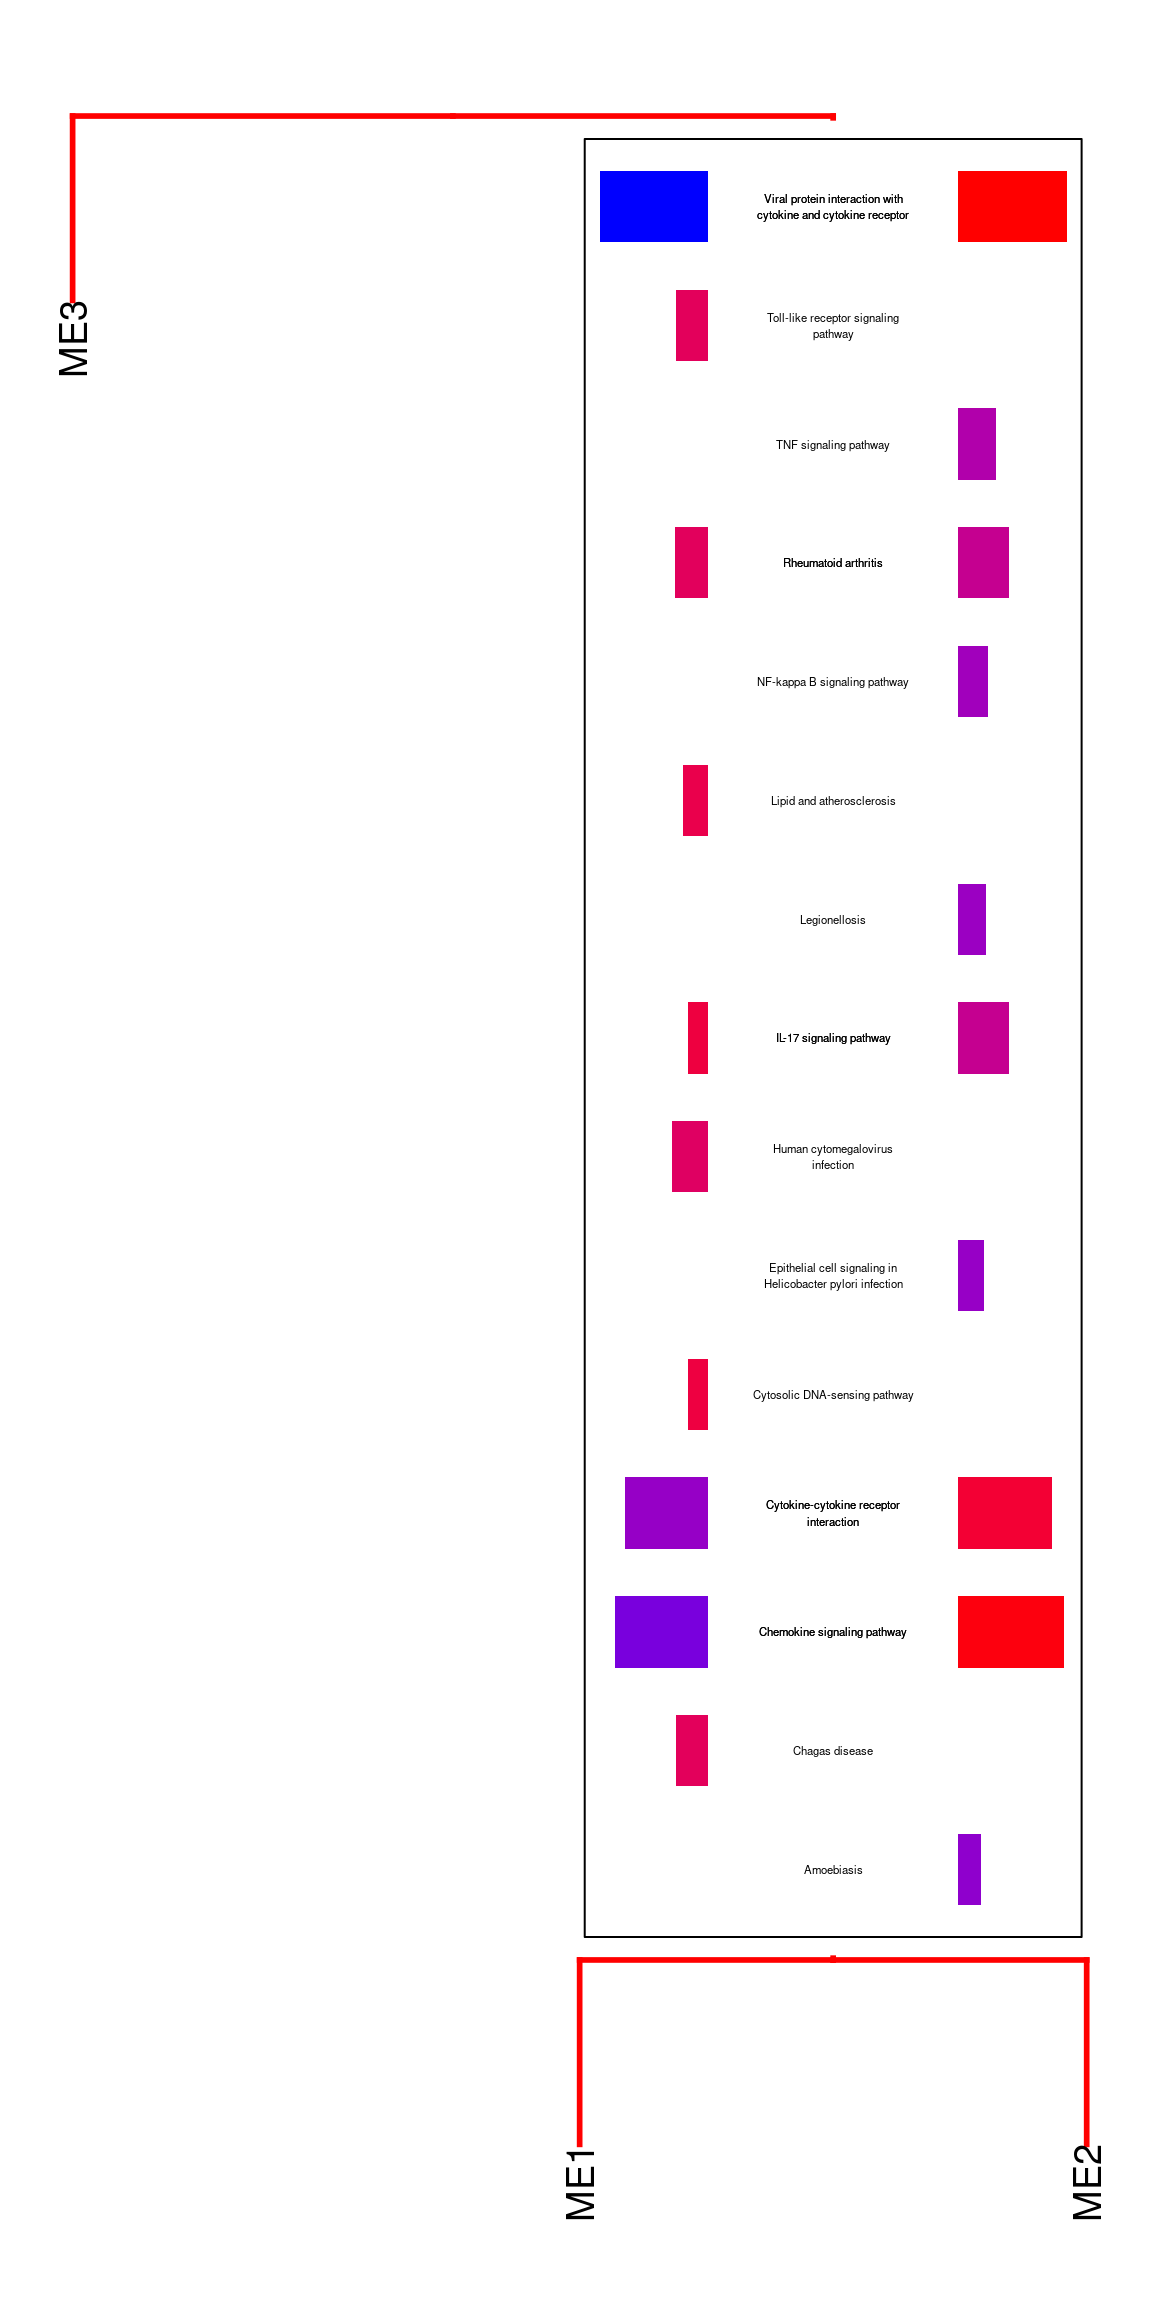 ME3
Viral protein interaction with
cytokine and cytokine receptor
Toll-like receptor signaling
pathway
TNF signaling pathway
Rheumatoid arthritis
NF-kappa B signaling pathway
Lipid and atherosclerosis
Legionellosis
IL-17 signaling pathway
Human cytomegalovirus
infection
Epithelial cell signaling in
Helicobacter pylori infection
Cytosolic DNA-sensing pathway
Cytokine-cytokine receptor
interaction
Chemokine signaling pathway
Chagas disease
Amoebiasis
ME1
ME2